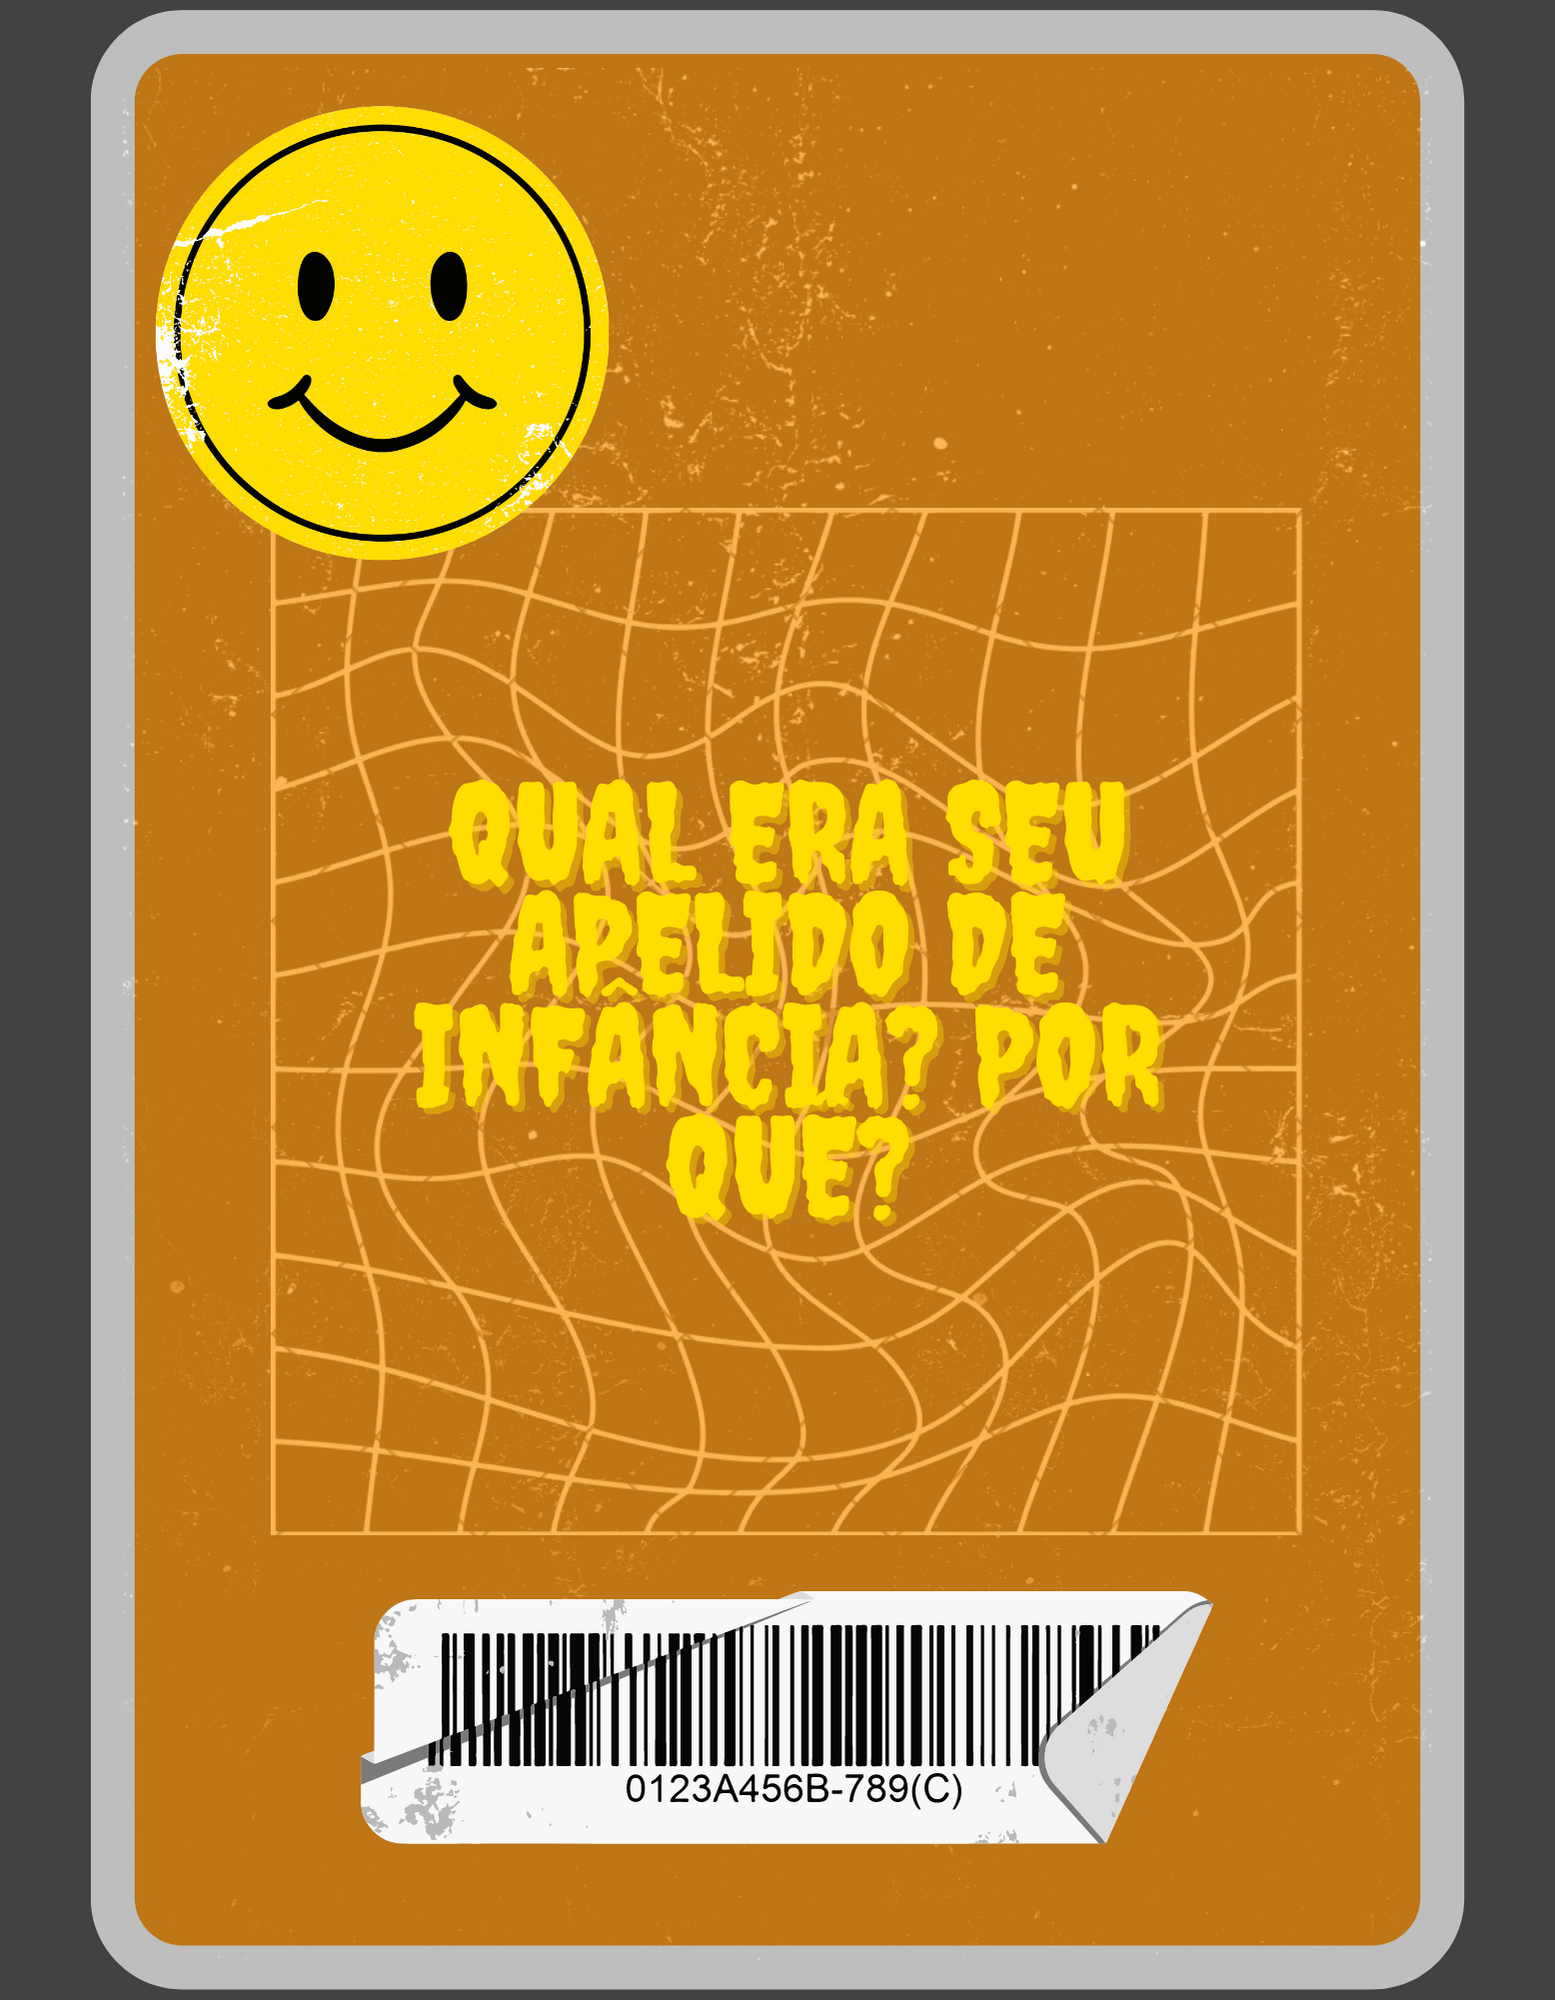 QUAL ERA SEU
APELIDO DE
INFÂNCIA? POR
QUE?
0123A456B-789(C)